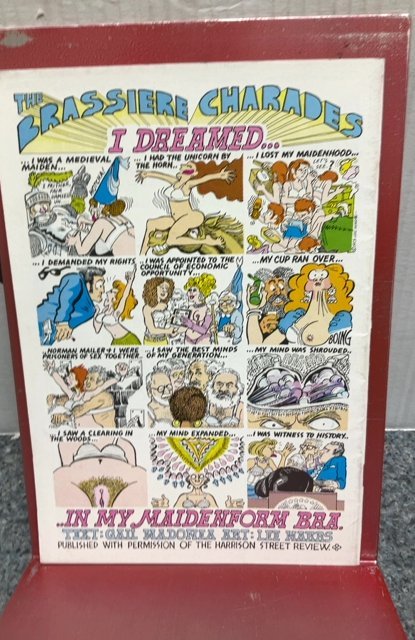 THE
BRASSIERE CHARADES
I DREAMED...
...I WAS A MEDIEVAL
MAIDEN...
...I HAD THE UNICORN BY
THE HORN...
...I LOST MY MAIDENHOOD...
...I DEMANDED MY RIGHTS
...I WAS APPOINTED TO THE
COUNCIL OF ECONOMIC
OPPORTUNITY...
...MY CUP RAN OVER...
BOING
...NORMAN MAILER & I WERE
PRISONERS OF SEX TOGETHER...
...I SAW THE BEST MINDS
OF MY GENERATION...
...MY MIND WAS SHROUDED...
...I SAW A CLEARING IN
THE WOODS...
...MY MIND EXPANDED...
...I WAS WITNESS TO HISTORY..
...IN MY MAIDENFORM BRA.
TEXT: GAIL MADONIA ART: LEE MARRS
PUBLISHED WITH PERMISSION OF THE HARRISON STREET REVIEW.